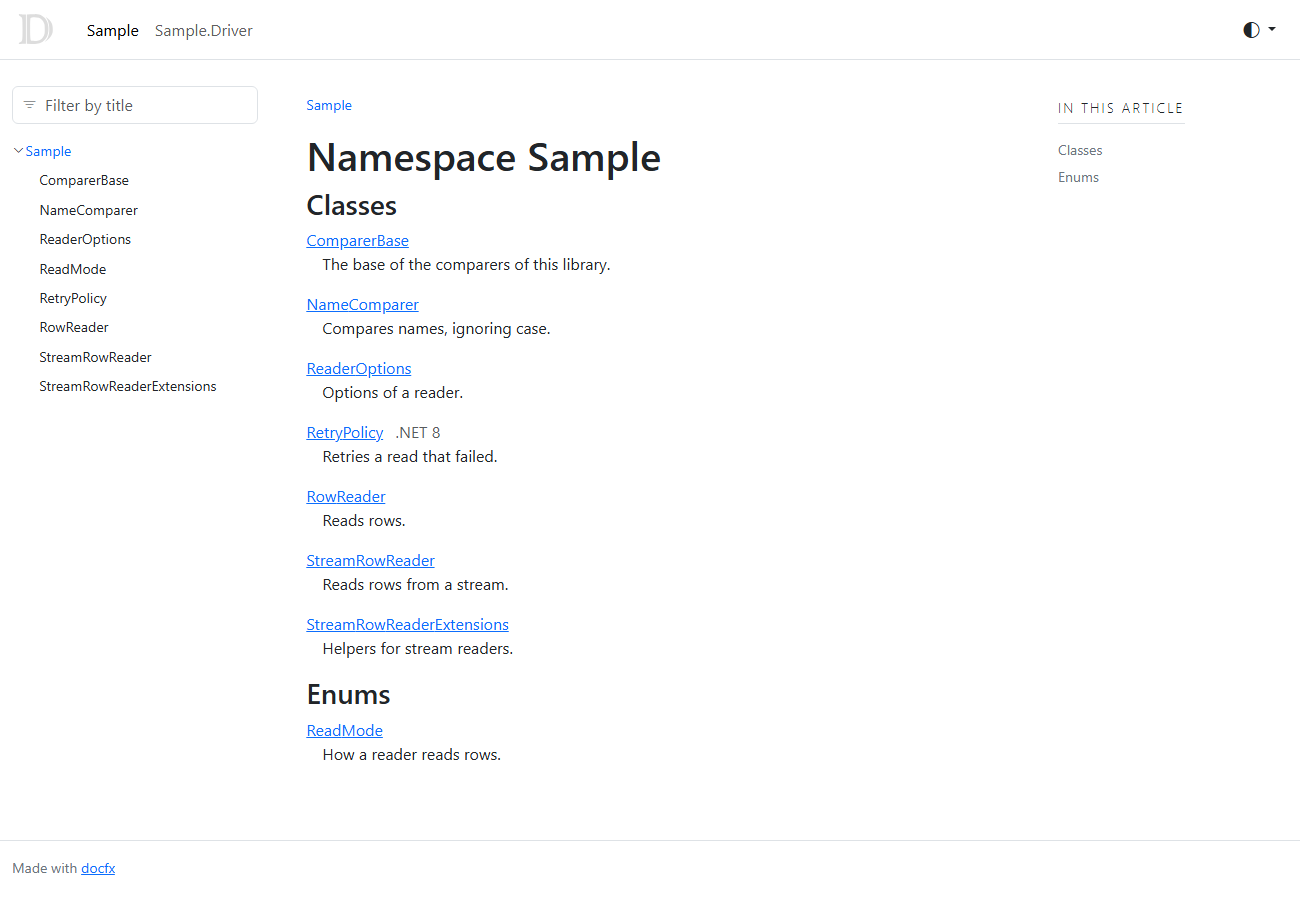 Sample Sample.Driver
Filter by title
Sample
ComparerBase
NameComparer
ReaderOptions
ReadMode
RetryPolicy
RowReader
StreamRowReader
StreamRowReaderExtensions
Sample
Namespace Sample
Classes
ComparerBase
The base of the comparers of this library.
NameComparer
Compares names, ignoring case.
ReaderOptions
Options of a reader.
RetryPolicy .NET 8
Retries a read that failed.
RowReader
Reads rows.
StreamRowReader
Reads rows from a stream.
StreamRowReaderExtensions
Helpers for stream readers.
Enums
ReadMode
How a reader reads rows.
IN THIS ARTICLE
Classes
Enums
Made with docfx